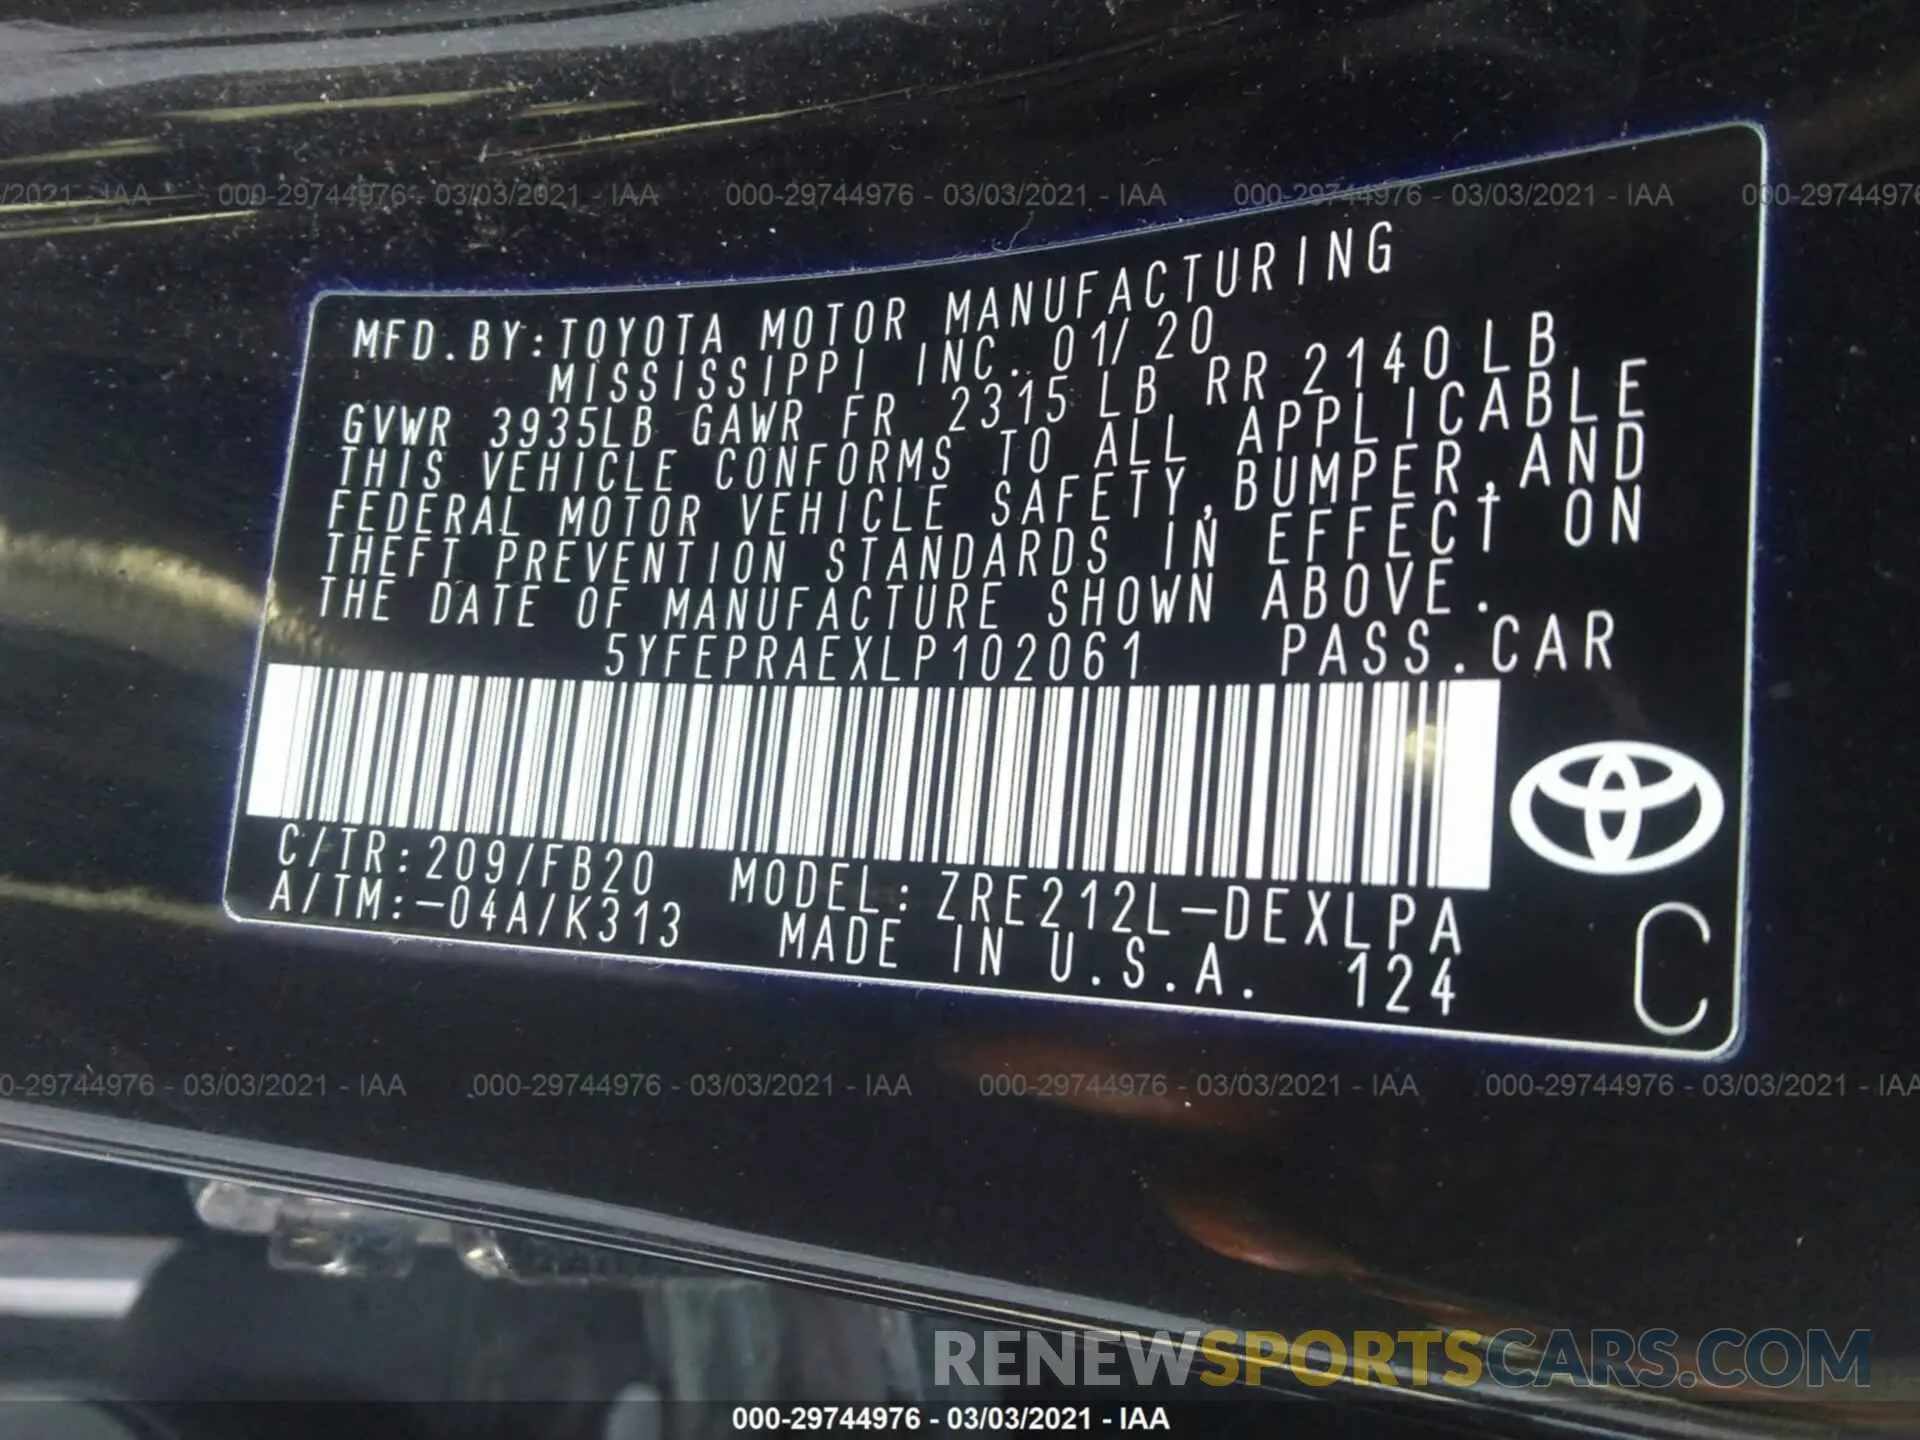 /2021 - IAA 000-29744976 - 03/03/2021 - IAA 000-29744976 - 03/03/2021 - IAA 000-29744976 - 03/03/2021 - IAA 000-29744976
MFD.BY:TOYOTA MOTOR MANUFACTURING
MISSISSIPPI INC. 01/20
GVWR 3935LB GAWR FR 2315 LB RR 2140 LB
THIS VEHICLE CONFORMS TO ALL APPLICABLE
FEDERAL MOTOR VEHICLE SAFETY,BUMPER,AND
THEFT PREVENTION STANDARDS IN EFFECT ON
THE DATE OF MANUFACTURE SHOWN ABOVE.
5YFEPRAEXLP102061 PASS.CAR
C/TR:209/FB20 MODEL:ZRE212L-DEXLPA
A/TM:-04A/K313 MADE IN U.S.A. 124
C
0-29744976 - 03/03/2021 - IAA 000-29744976 - 03/03/2021 - IAA 000-29744976 - 03/03/2021 - IAA 000-29744976 - 03/03/2021 - IAA
RENEWSPORTSCARS.COM
000-29744976 - 03/03/2021 - IAA